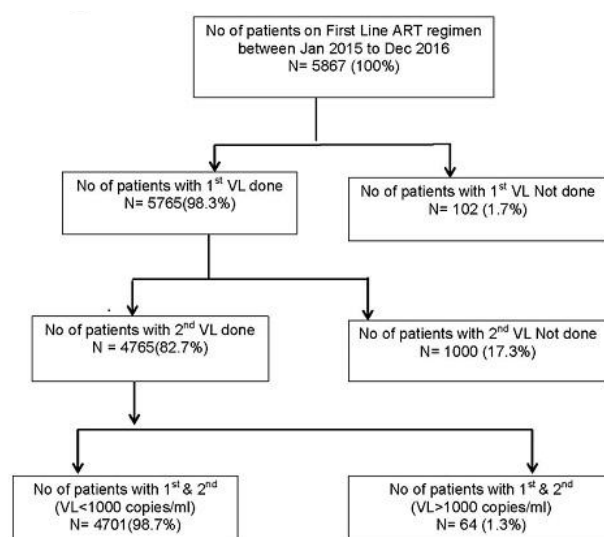 No of patients on First Line ART regimen
between Jan 2015 to Dec 2016
N= 5867 (100%)
No of patients with 1st VL done
N= 5765(98.3%)
No of patients with 1st VL Not done
N= 102 (1.7%)
No of patients with 2nd VL done
N = 4765(82.7%)
No of patients with 2nd VL Not done
N= 1000 (17.3%)
No of patients with 1st & 2nd
(VL<1000 copies/ml)
N= 4701(98.7%)
No of patients with 1st & 2nd
(VL>1000 copies/ml)
N= 64 (1.3%)